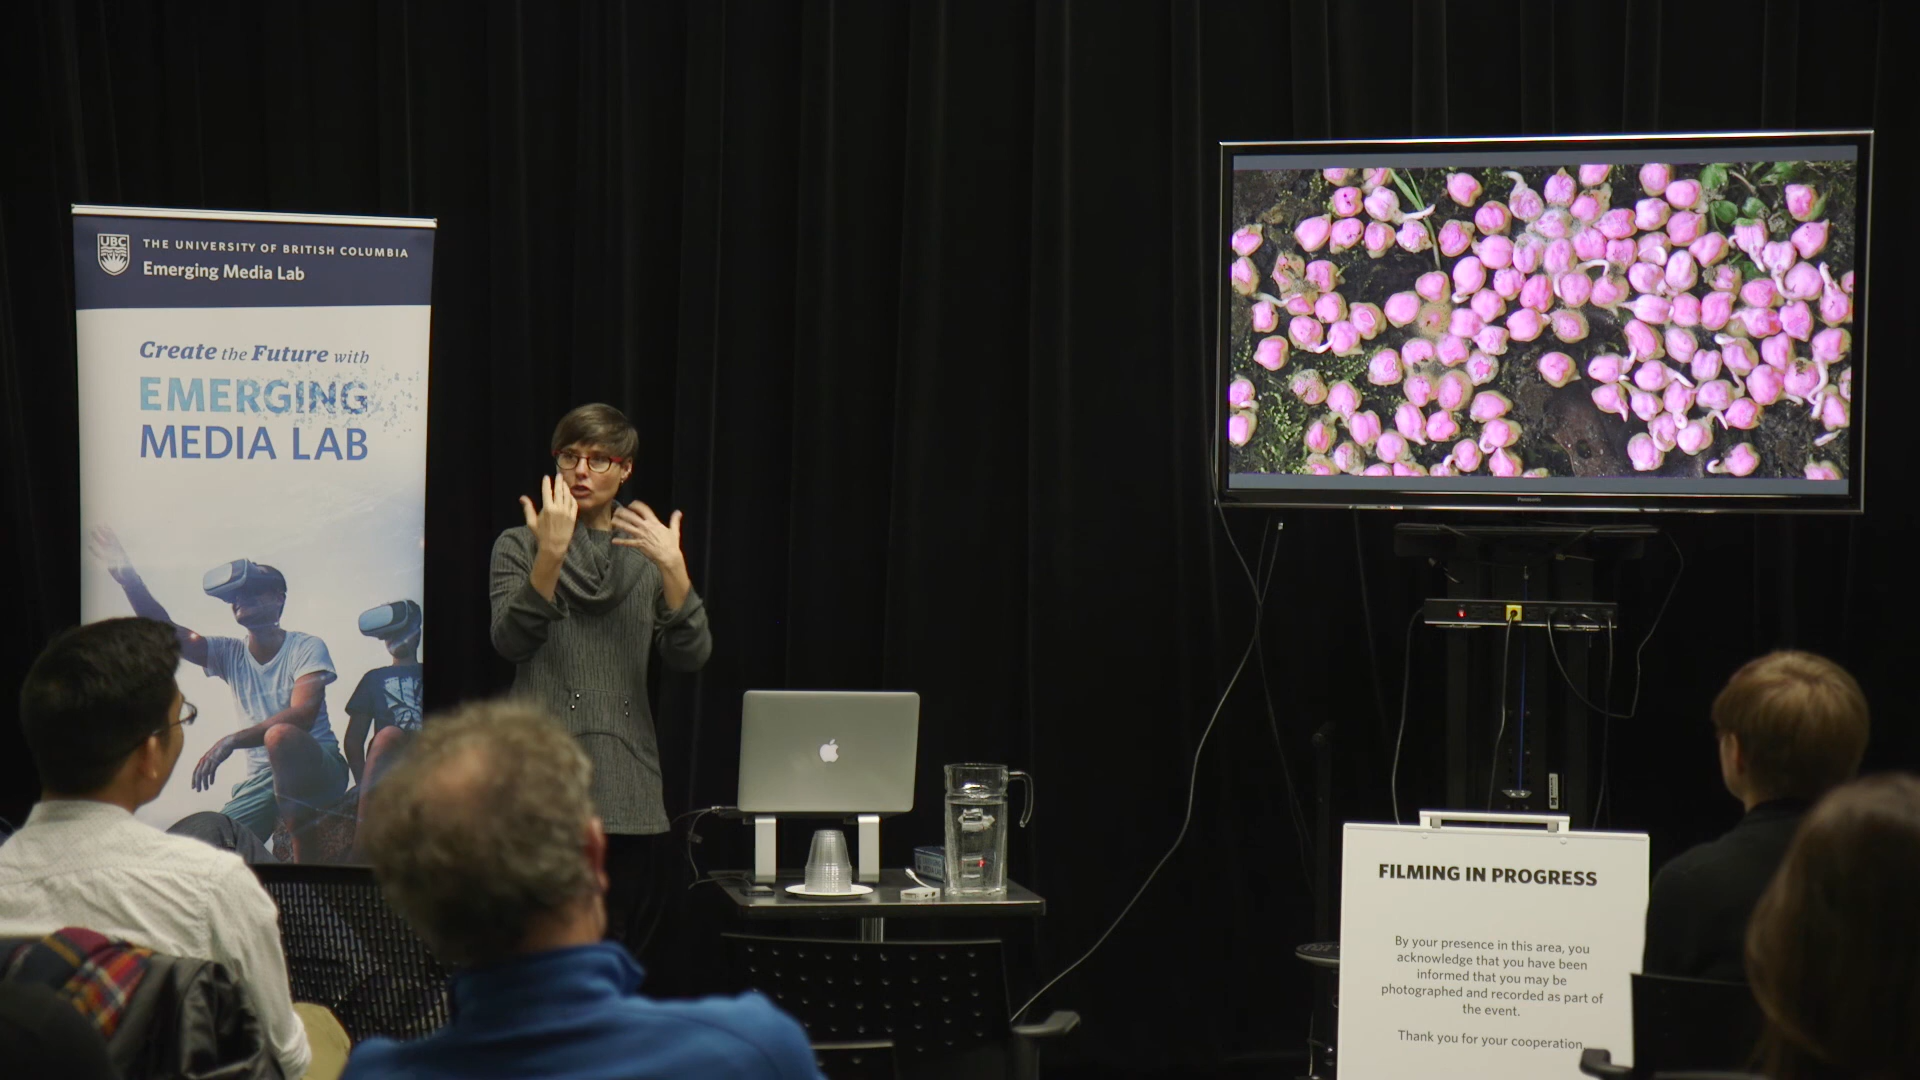 UBC
THE UNIVERSITY OF BRITISH COLUMBIA
Emerging Media Lab
Create the Future with
EMERGING
MEDIA LAB
Panasonic
FILMING IN PROGRESS
By your presence in this area, you
acknowledge that you have been
informed that you may be
photographed and recorded as part of
the event.
Thank you for your cooperation.